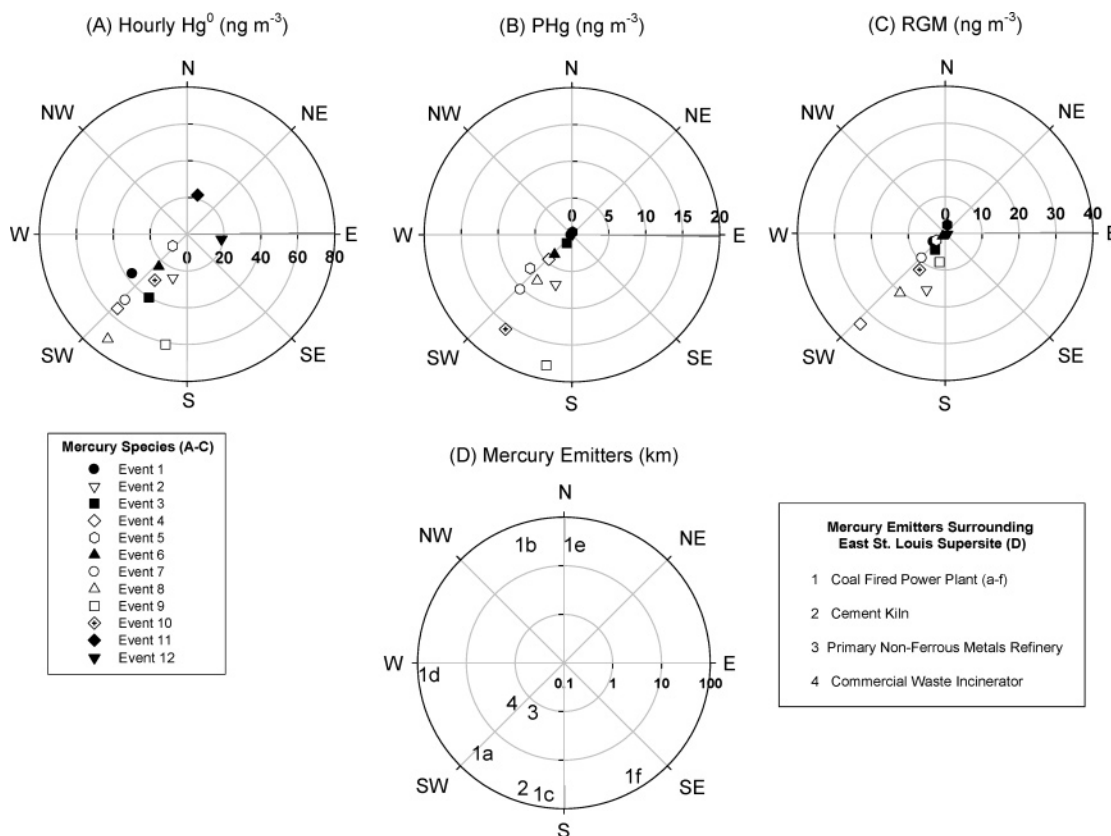 (A) Hourly Hg⁰ (ng m⁻³)
N
NW
NE
W
E
0 20 40 60 80
SW
SE
S
(B) PHg (ng m⁻³)
N
NW
NE
0 5 10 15 20
W
E
SW
SE
S
(C) RGM (ng m⁻³)
N
NW
NE
0 10 20 30 40
W
E
SW
SE
S
Mercury Species (A-C)
Event 1
Event 2
Event 3
Event 4
Event 5
Event 6
Event 7
Event 8
Event 9
Event 10
Event 11
Event 12
(D) Mercury Emitters (km)
N
NW
NE
1b 1e
W
E
1d
0.1 1 10 100
4
3
1a
SW
SE
1f
2 1c
S
Mercury Emitters Surrounding
East St. Louis Supersite (D)
1 Coal Fired Power Plant (a-f)
2 Cement Kiln
3 Primary Non-Ferrous Metals Refinery
4 Commercial Waste Incinerator